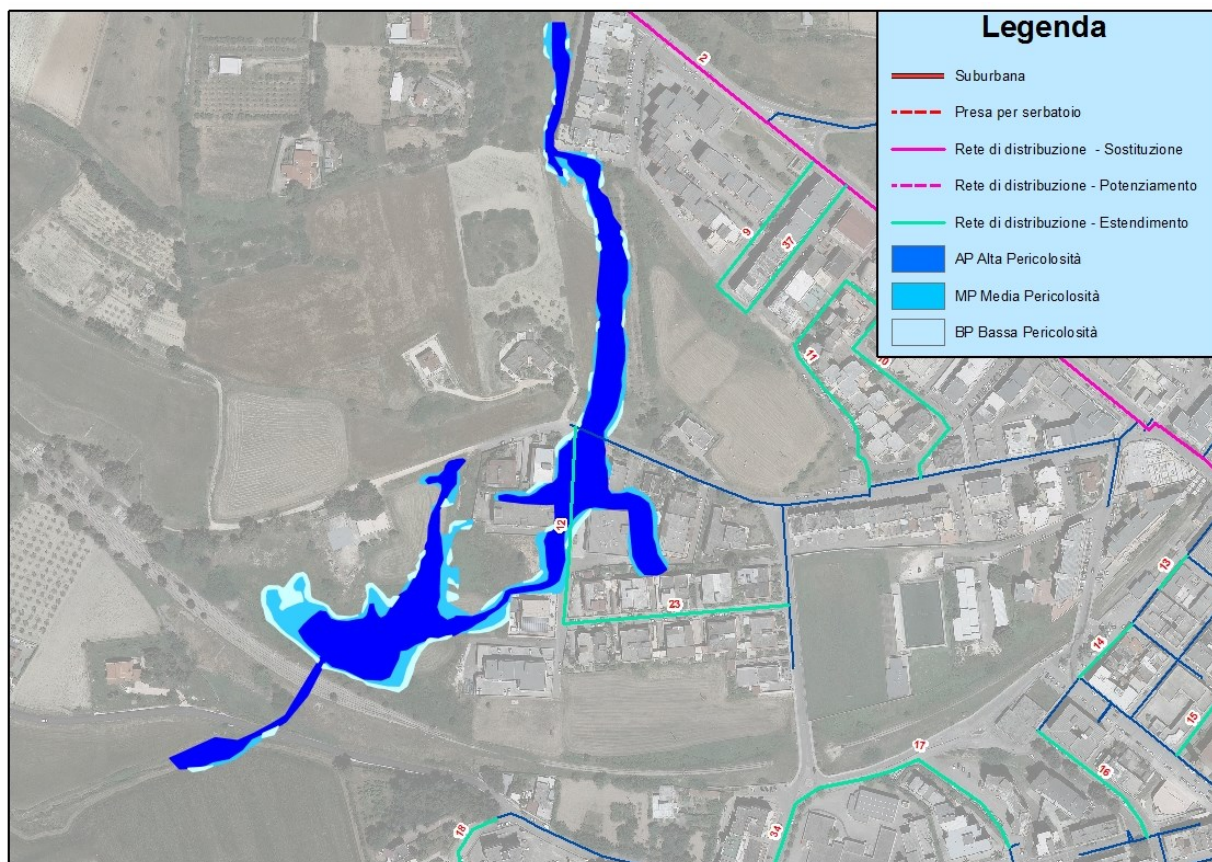 Legenda
Suburbana
Presa per serbatoio
Rete di distribuzione - Sostituzione
Rete di distribuzione - Potenziamento
Rete di distribuzione - Estendimento
AP Alta Pericolosità
MP Media Pericolosità
BP Bassa Pericolosità
2
9
37
11
10
12
23
13
14
15
17
16
18
34